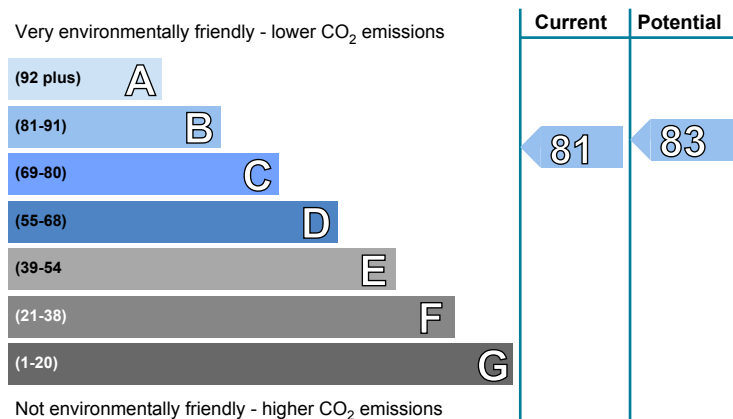 Very environmentally friendly - lower CO₂ emissions
Current
Potential
(92 plus) A
(81-91) B
(69-80) C
(55-68) D
(39-54 E
(21-38) F
(1-20) G
81
83
Not environmentally friendly - higher CO₂ emissions